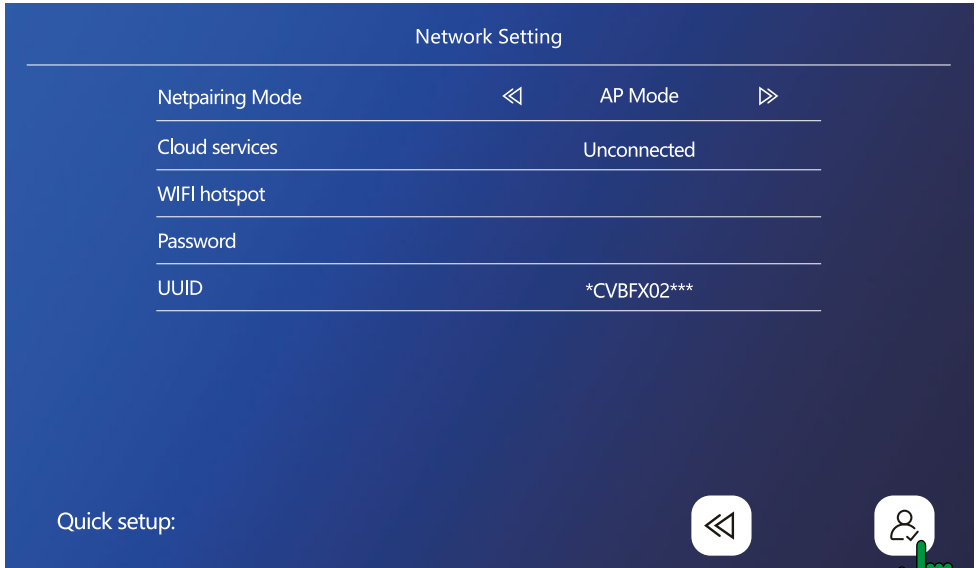 Network Setting
Netpairing Mode AP Mode
Cloud services Unconnected
WIFI hotspot
Password
UUID *CVBFX02***
Quick setup: